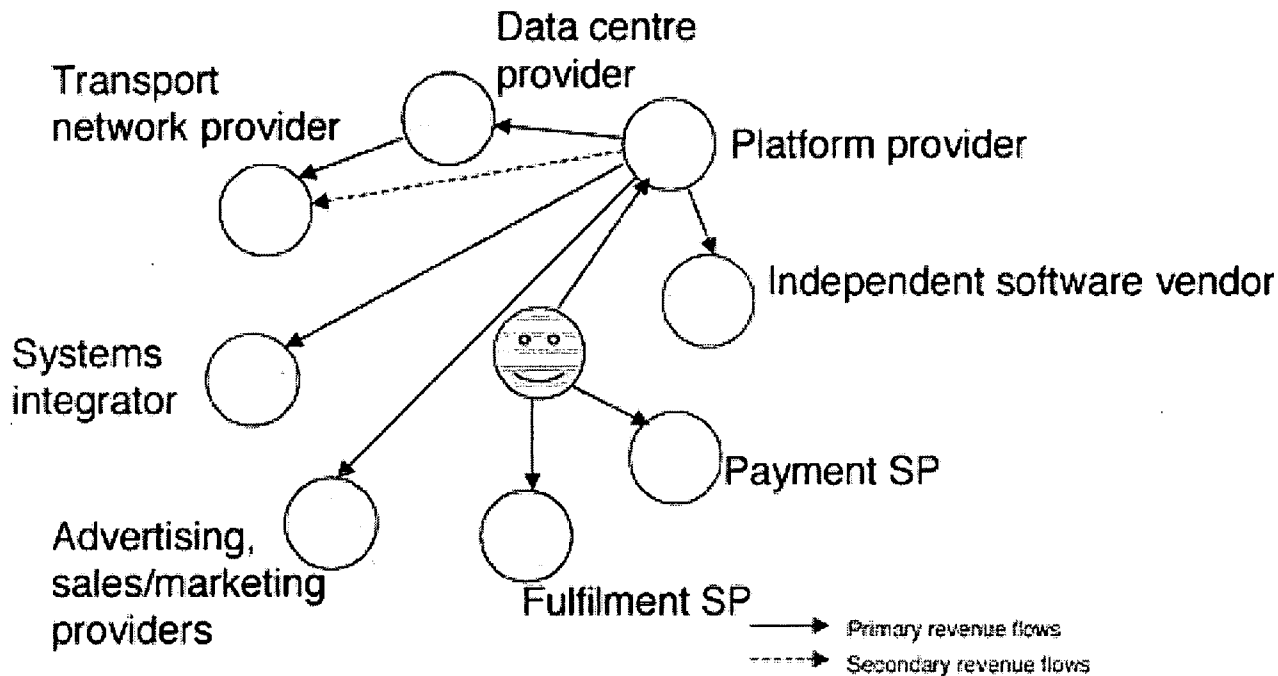 Data centre
provider
Transport
network provider
Platform provider
Independent software vendor
Systems
integrator
Payment SP
Advertising,
sales/marketing
providers
Fulfilment SP
Primary revenue flows
Secondary revenue flows